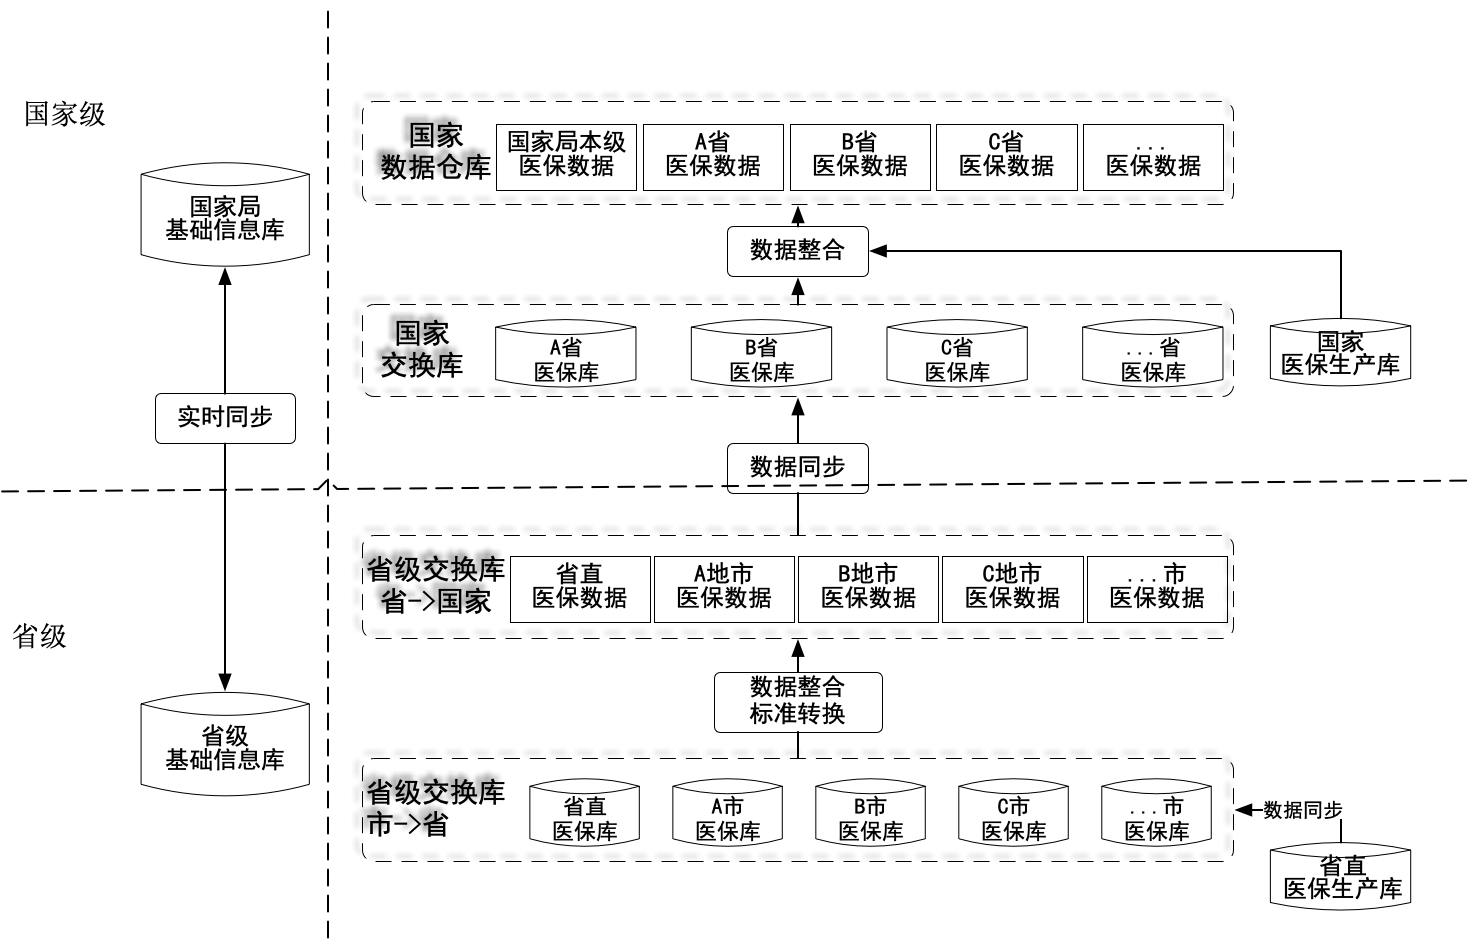 国家级
国家局
基础信息库
实时同步
省级
省级
基础信息库
国家
数据仓库
国家局本级
医保数据
A省
医保数据
B省
医保数据
C省
医保数据
...
医保数据
数据整合
国家
交换库
A省
医保库
B省
医保库
C省
医保库
...省
医保库
国家
医保生产库
数据同步
省级交换库
省->国家
省直
医保数据
A地市
医保数据
B地市
医保数据
C地市
医保数据
...市
医保数据
数据整合
标准转换
省级交换库
市->省
省直
医保库
A市
医保库
B市
医保库
C市
医保库
...市
医保库
数据同步
省直
医保生产库